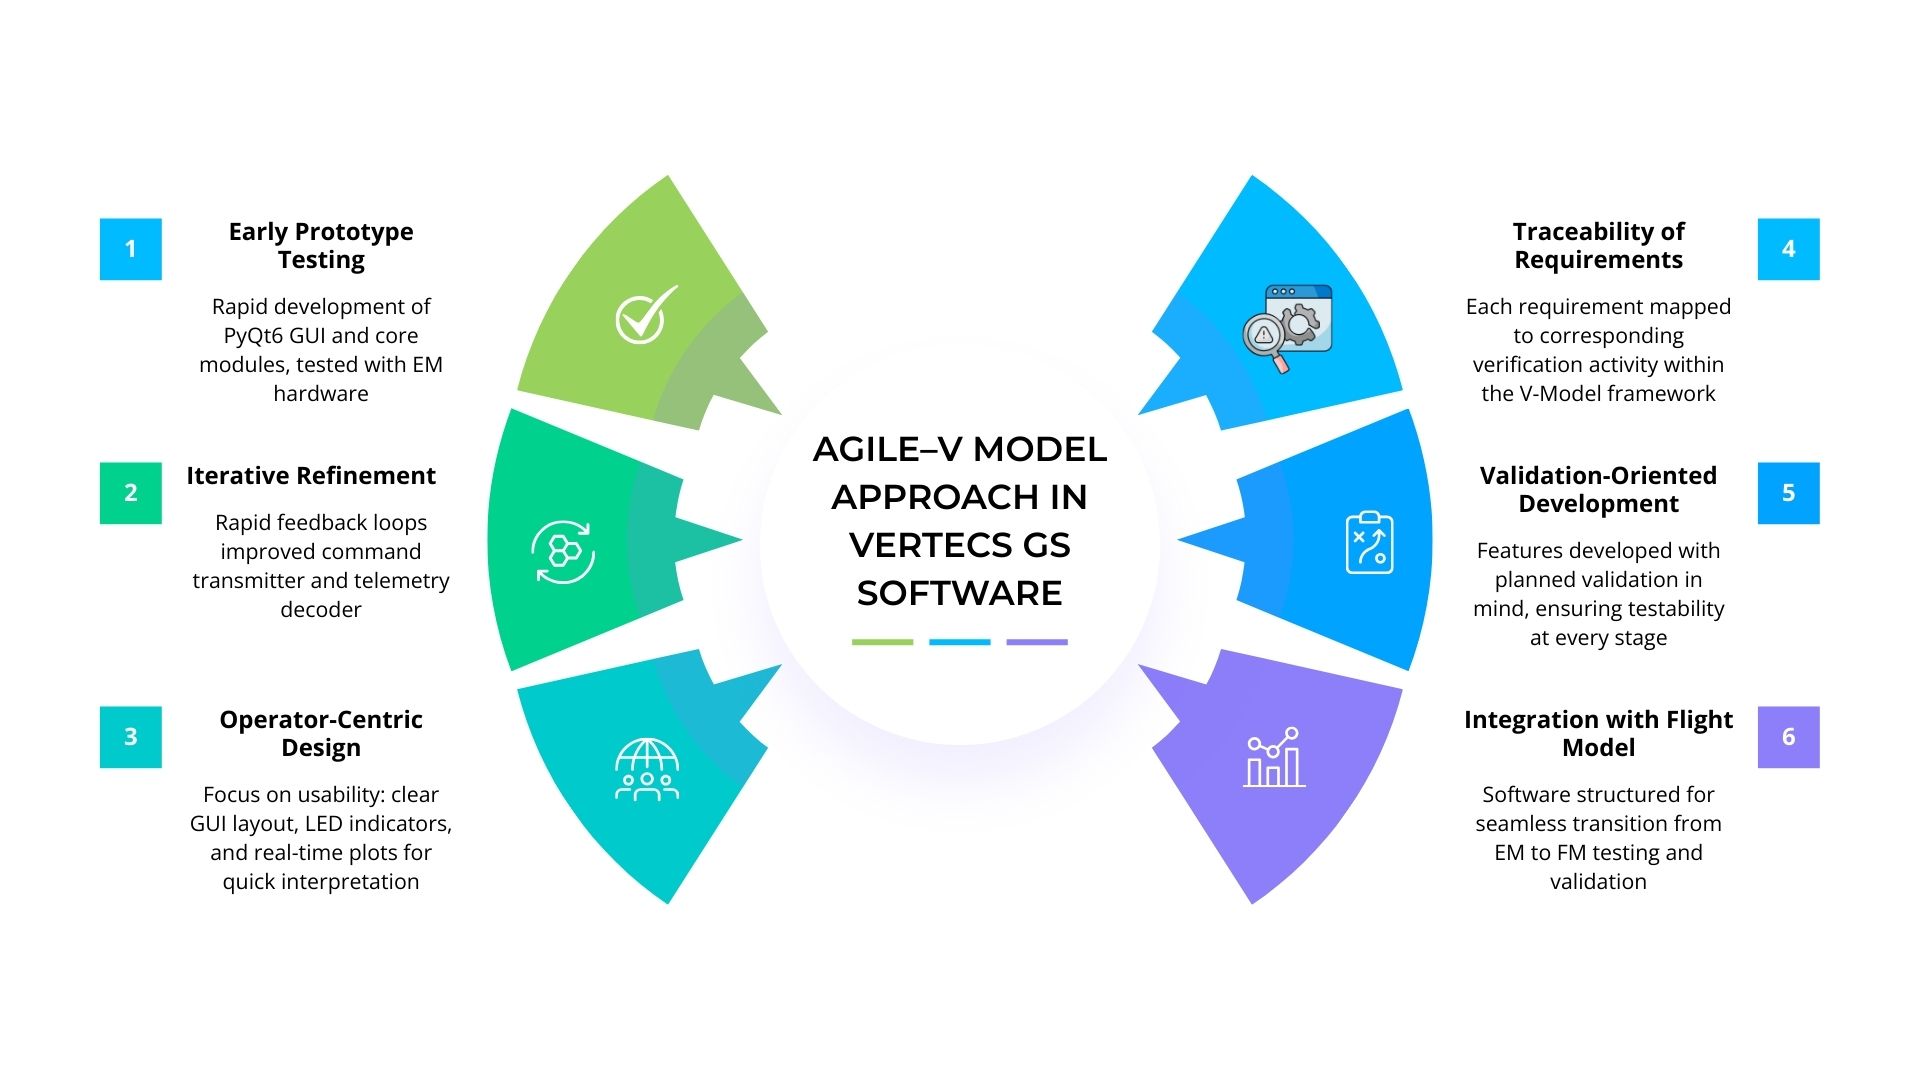 1
Early Prototype
Testing
Rapid development of
PyQt6 GUI and core
modules, tested with EM
hardware
2
Iterative Refinement
Rapid feedback loops
improved command
transmitter and telemetry
decoder
3
Operator-Centric
Design
Focus on usability: clear
GUI layout, LED indicators,
and real-time plots for
quick interpretation
AGILE–V MODEL
APPROACH IN
VERTECS GS
SOFTWARE
Traceability of
Requirements
4
Each requirement mapped
to corresponding
verification activity within
the V-Model framework
Validation-Oriented
Development
5
Features developed with
planned validation in
mind, ensuring testability
at every stage
Integration with Flight
Model
6
Software structured for
seamless transition from
EM to FM testing and
validation